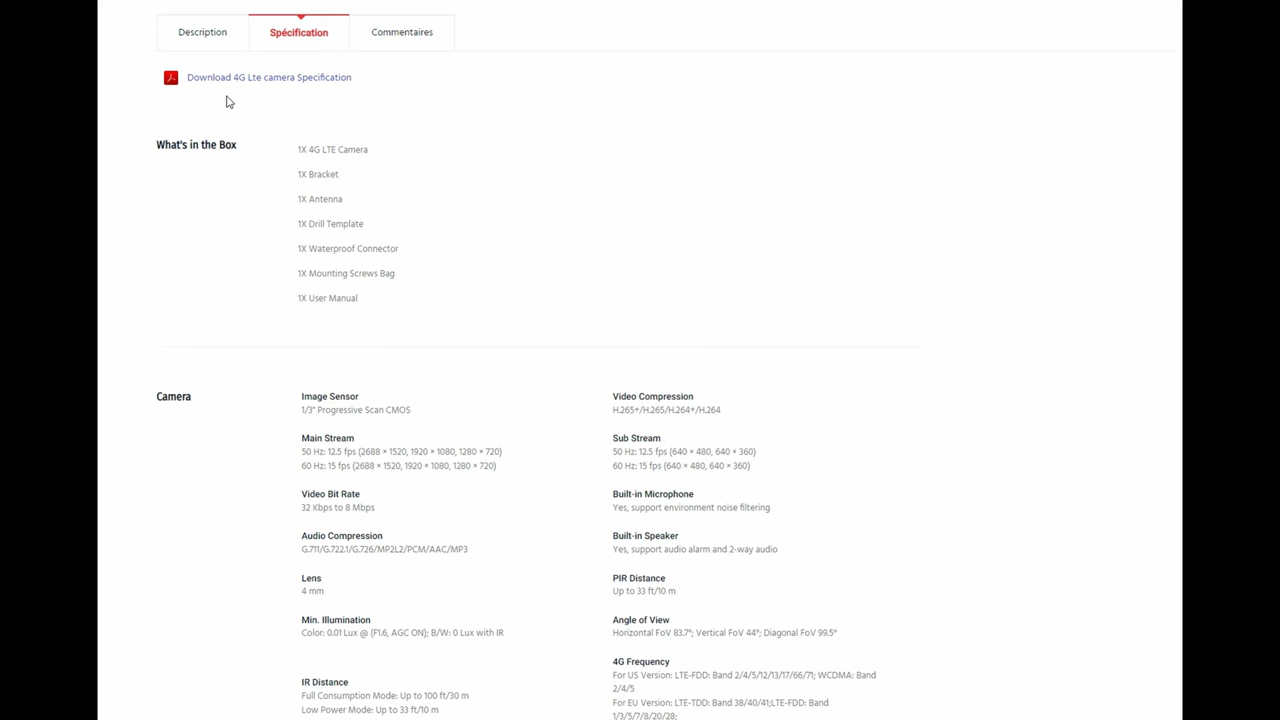 Description
Spécification
Commentaires
Download 4G Lte camera Specification
What's in the Box
1X 4G LTE Camera
1X Bracket
1X Antenna
1X Drill Template
1X Waterproof Connector
1X Mounting Screws Bag
1X User Manual
Camera
Image Sensor
1/3" Progressive Scan CMOS
Video Compression
H.265+/H.265/H.264+/H.264
Main Stream
50 Hz: 12.5 fps (2688 × 1520, 1920 × 1080, 1280 × 720)
60 Hz: 15 fps (2688 × 1520, 1920 × 1080, 1280 × 720)
Sub Stream
50 Hz: 12.5 fps (640 × 480, 640 × 360)
60 Hz: 15 fps (640 × 480, 640 × 360)
Video Bit Rate
32 Kbps to 8 Mbps
Built-in Microphone
Yes, support environment noise filtering
Audio Compression
G.711/G.722.1/G.726/MP2L2/PCM/AAC/MP3
Built-in Speaker
Yes, support audio alarm and 2-way audio
Lens
4 mm
PIR Distance
Up to 33 ft/10 m
Min. Illumination
Color: 0.01 Lux @ (F1.6, AGC ON); B/W: 0 Lux with IR
Angle of View
Horizontal FoV 83.7°; Vertical FoV 44°; Diagonal FoV 99.5°
IR Distance
Full Consumption Mode: Up to 100 ft/30 m
Low Power Mode: Up to 33 ft/10 m
4G Frequency
For US Version: LTE-FDD: Band 2/4/5/12/13/17/66/71; WCDMA: Band
2/4/5
For EU Version: LTE-TDD: Band 38/40/41;LTE-FDD: Band
1/3/5/7/8/20/28;